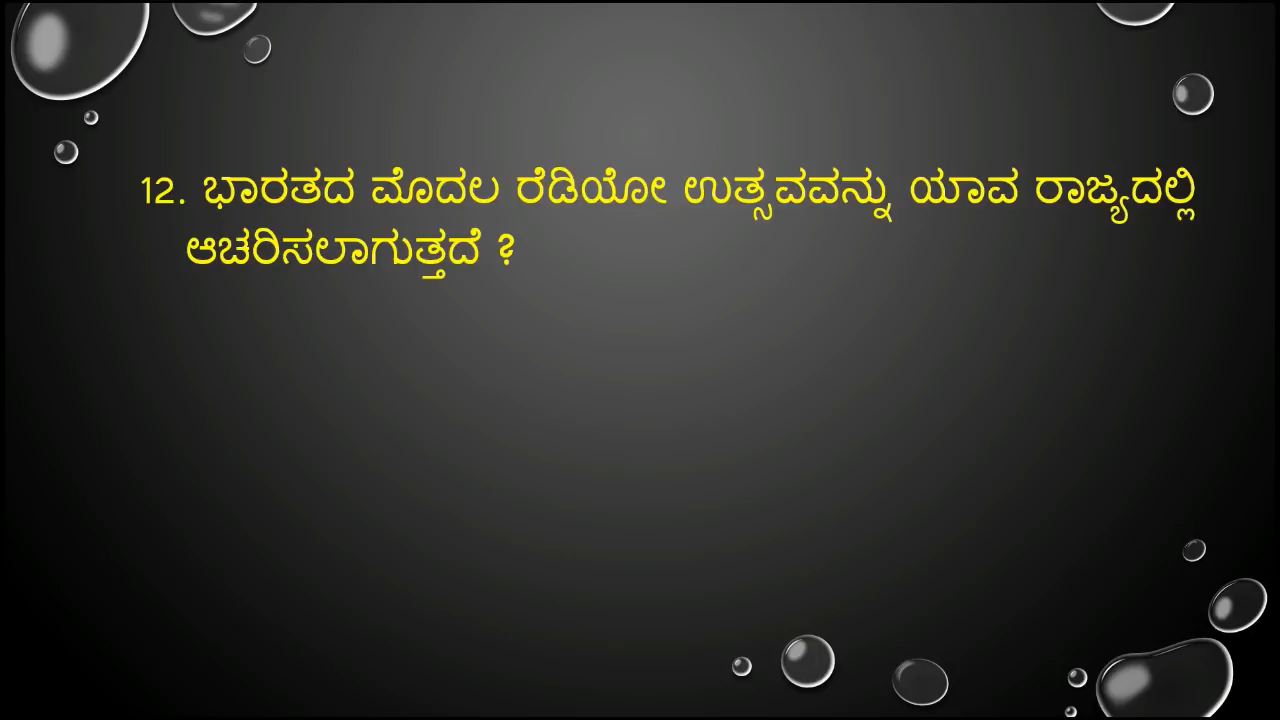 12. ಭಾರತದ ಮೊದಲ ರೆಡಿಯೋ ಉತ್ಸವವನ್ನು ಯಾವ ರಾಜ್ಯದಲ್ಲಿ
ಆಚರಿಸಲಾಗುತ್ತದೆ ?